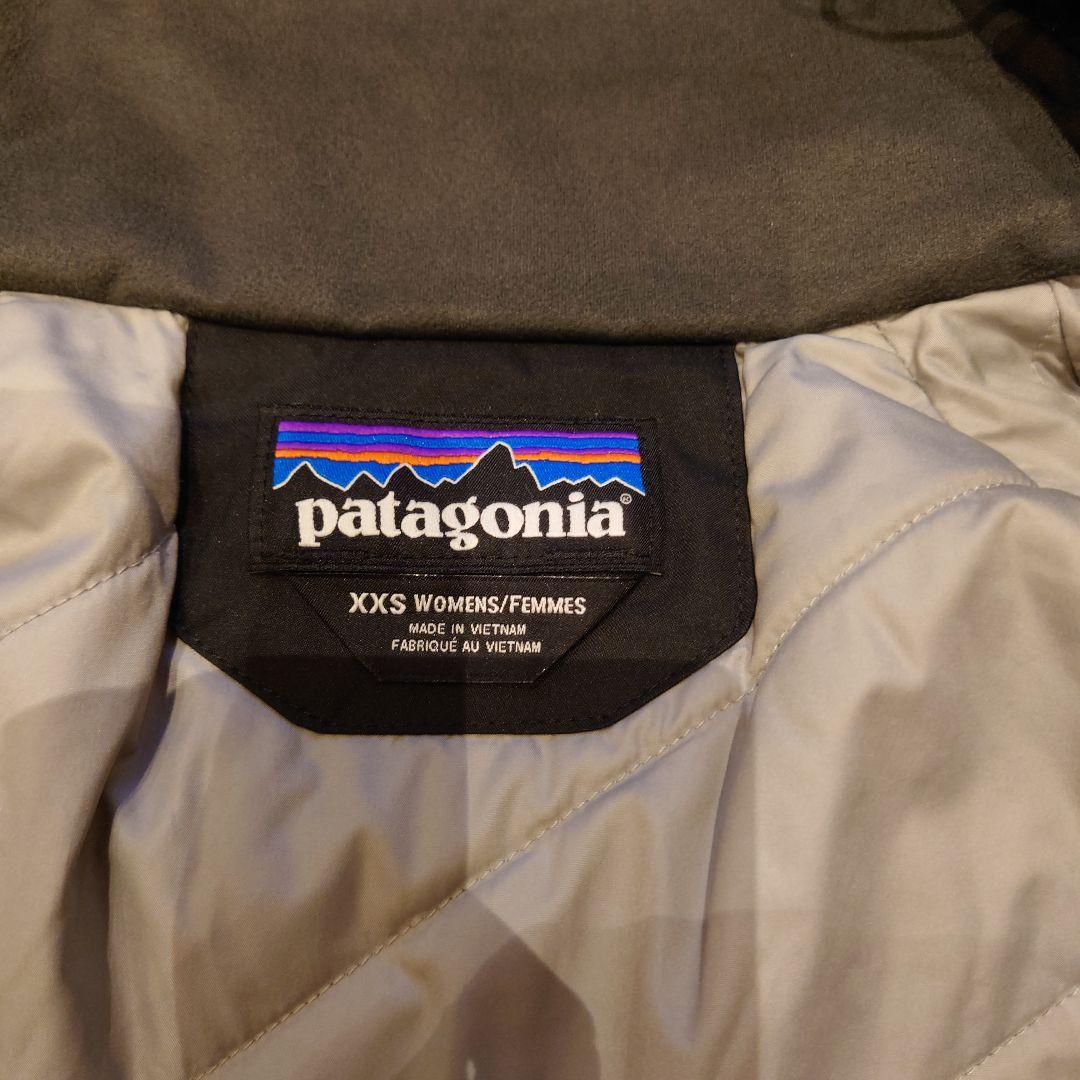 patagonia®
XXS WOMENS/FEMMES
MADE IN VIETNAM
FABRIQUÉ AU VIETNAM